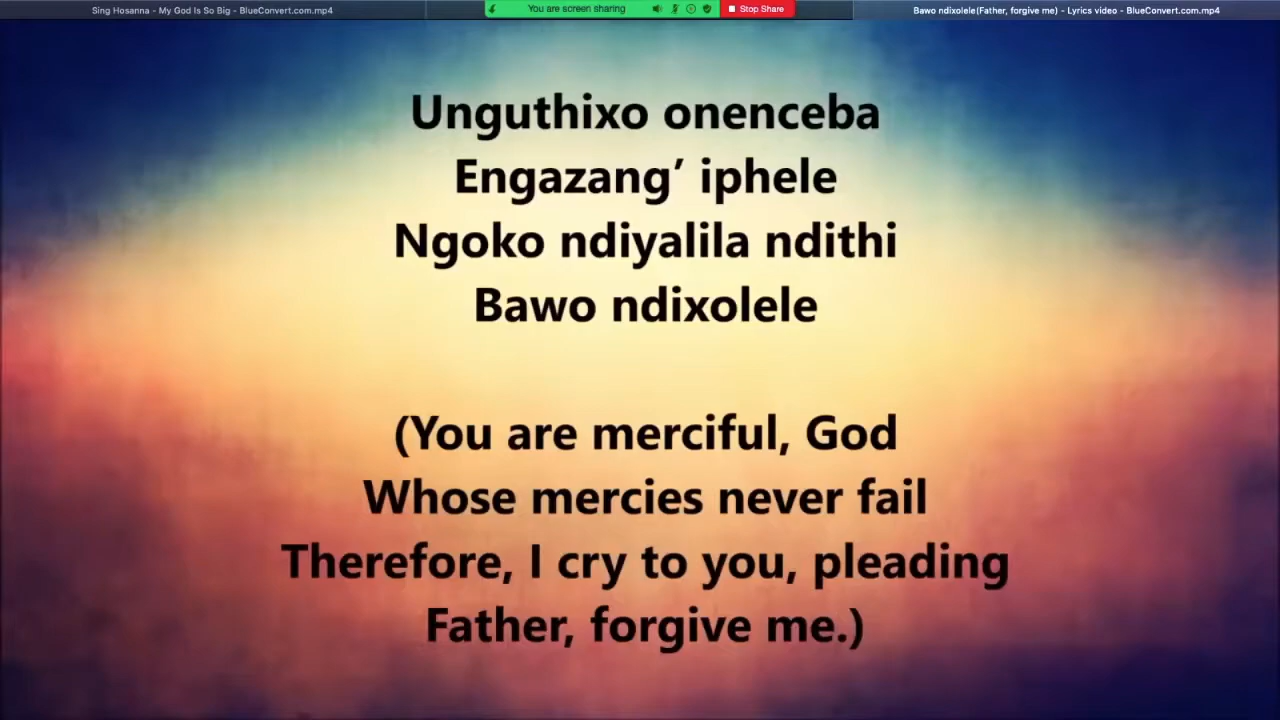 Sing Hosanna - My God Is So Big - BlueConvert.com.mp4
You are screen sharing
Stop Share
Bawo ndixolele(Father, forgive me) - Lyrics video - BlueConvert.com.mp4
Unguthixo onenceba
Engazang’ iphele
Ngoko ndiyalila ndithi
Bawo ndixolele
(You are merciful, God
Whose mercies never fail
Therefore, I cry to you, pleading
Father, forgive me.)